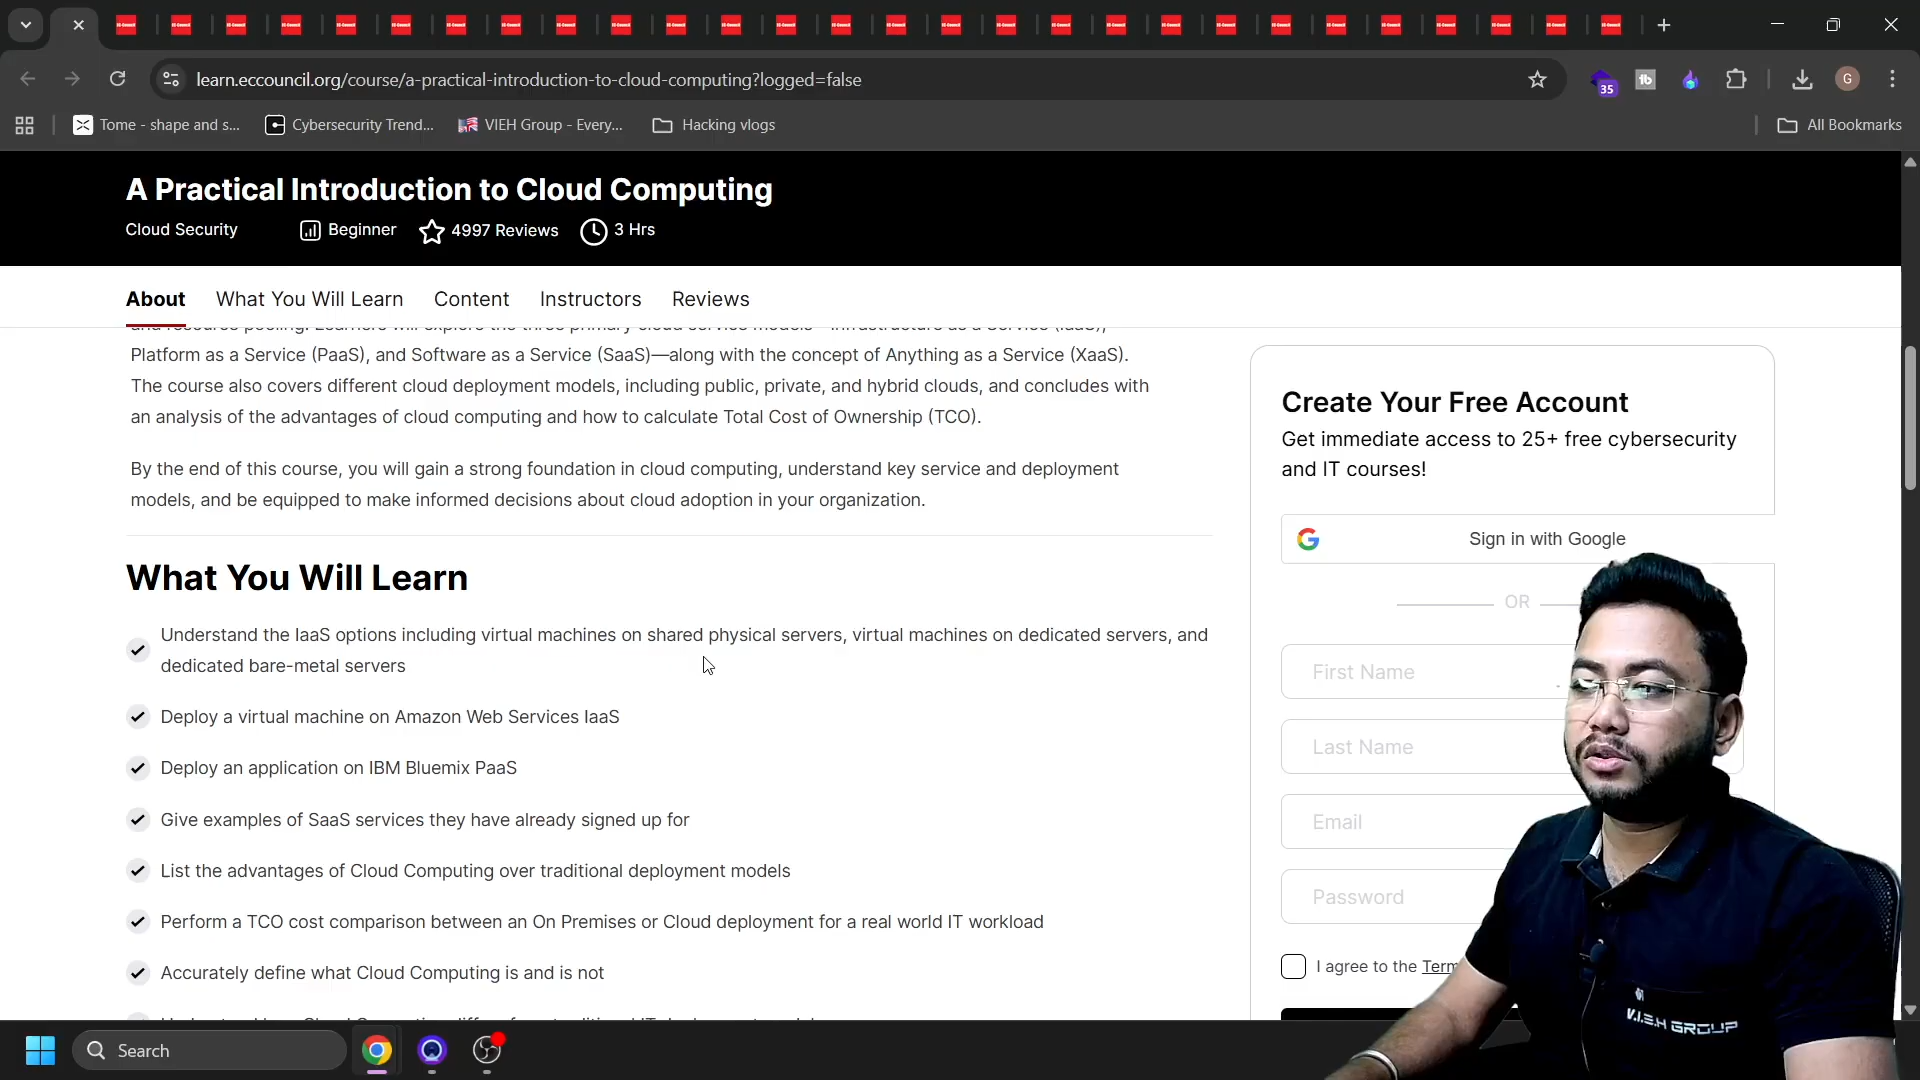 learn.eccouncil.org/course/a-practical-introduction-to-cloud-computing?logged=false
35
G
Tome - shape and s...
Cybersecurity Trend...
VIEH Group - Every...
Hacking vlogs
All Bookmarks
A Practical Introduction to Cloud Computing
Cloud Security
Beginner
4997 Reviews
3 Hrs
About
What You Will Learn
Content
Instructors
Reviews
Platform as a Service (PaaS), and Software as a Service (SaaS)—along with the concept of Anything as a Service (XaaS).
The course also covers different cloud deployment models, including public, private, and hybrid clouds, and concludes with
an analysis of the advantages of cloud computing and how to calculate Total Cost of Ownership (TCO).
By the end of this course, you will gain a strong foundation in cloud computing, understand key service and deployment
models, and be equipped to make informed decisions about cloud adoption in your organization.
What You Will Learn
Understand the IaaS options including virtual machines on shared physical servers, virtual machines on dedicated servers, and
dedicated bare-metal servers
Deploy a virtual machine on Amazon Web Services IaaS
Deploy an application on IBM Bluemix PaaS
Give examples of SaaS services they have already signed up for
List the advantages of Cloud Computing over traditional deployment models
Perform a TCO cost comparison between an On Premises or Cloud deployment for a real world IT workload
Accurately define what Cloud Computing is and is not
Create Your Free Account
Get immediate access to 25+ free cybersecurity
and IT courses!
Sign in with Google
OR
First Name
Last Name
Email
Password
I agree to the Term
V.I.E.H GROUP
Search